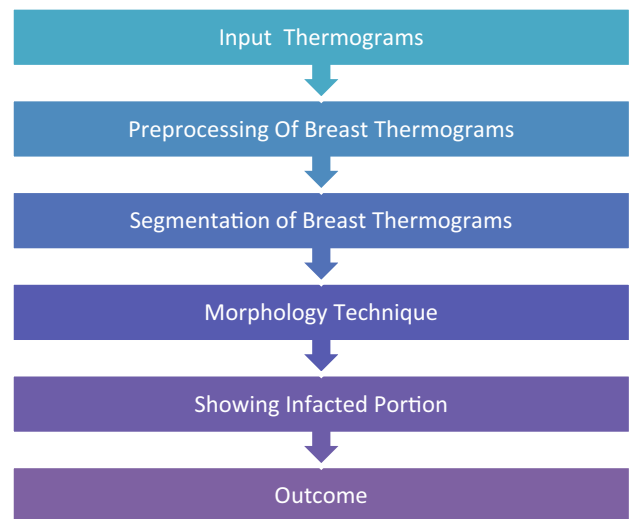 Input Thermograms
Preprocessing Of Breast Thermograms
Segmentation of Breast Thermograms
Morphology Technique
Showing Infacted Portion
Outcome